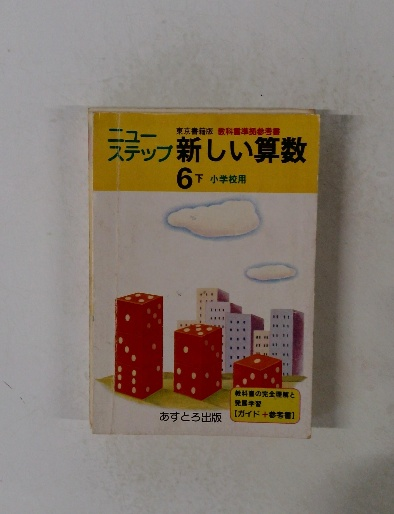 ニュー
ステップ
東京書籍版 教科書準拠参考書
新しい算数
6下 小学校用
教科書の完全理解と
発展学習
【ガイド+参考書】
あすとろ出版